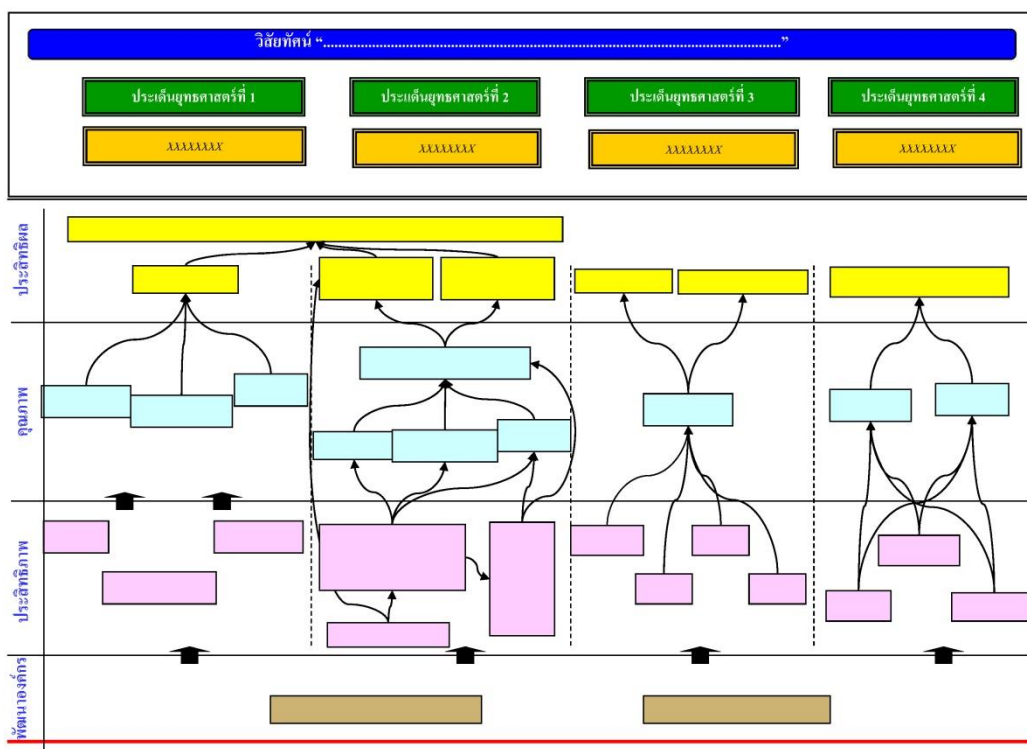 วิสัยทัศน์ “....................................................................................................................”
ประเด็นยุทธศาสตร์ที่ 1
ประแด็นยุทธศาสตร์ที่ 2
ประเด็นยุทธศาสตร์ที่ 3
ประเด็นยุทธศาสตร์ที่ 4
xxxxxxxx
xxxxxxxx
xxxxxxxx
xxxxxxxx
ประสิทธิผล
คุณภาพ
ประสิทธิภาพ
พัฒนาองค์กร